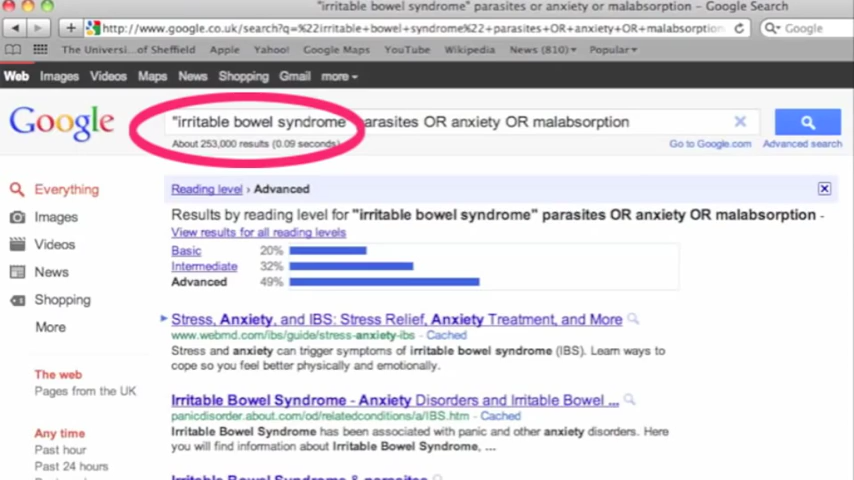 "irritable bowel syndrome" parasites or anxiety or malabsorption - Google Search
http://www.google.co.uk/search?q=%22irritable+bowel+syndrome%22+parasites+OR+anxiety+OR+malabsorption
Google
The University of Sheffield Apple Yahoo! Google Maps YouTube Wikipedia News (810) Popular
Web Images Videos Maps News Shopping Gmail more
Google
"irritable bowel syndrome parasites OR anxiety OR malabsorption
About 253,000 results (0.09 seconds)
Go to Google.com Advanced search
Everything
Images
Videos
News
Shopping
More
The web
Pages from the UK
Any time
Past hour
Past 24 hours
Reading level › Advanced
Results by reading level for "irritable bowel syndrome" parasites OR anxiety OR malabsorption -
View results for all reading levels
Basic 20%
Intermediate 32%
Advanced 49%
Stress, Anxiety, and IBS: Stress Relief, Anxiety Treatment, and More
www.webmd.com/ibs/guide/stress-anxiety-ibs - Cached
Stress and anxiety can trigger symptoms of irritable bowel syndrome (IBS). Learn ways to
cope so you feel better physically and emotionally.
Irritable Bowel Syndrome - Anxiety Disorders and Irritable Bowel ...
panicdisorder.about.com/od/relatedconditions/a/IBS.htm - Cached
Irritable Bowel Syndrome has been associated with panic and other anxiety disorders. Here
you will find information about Irritable Bowel Syndrome, ...
Irritable Bowel Syndrome & parasites